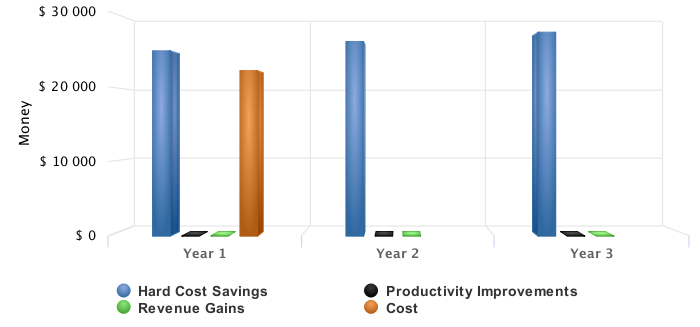 $ 30 000
$ 20 000
$ 10 000
$ 0
Money
Year 1 Year 2 Year 3
Hard Cost Savings Productivity Improvements
Revenue Gains Cost